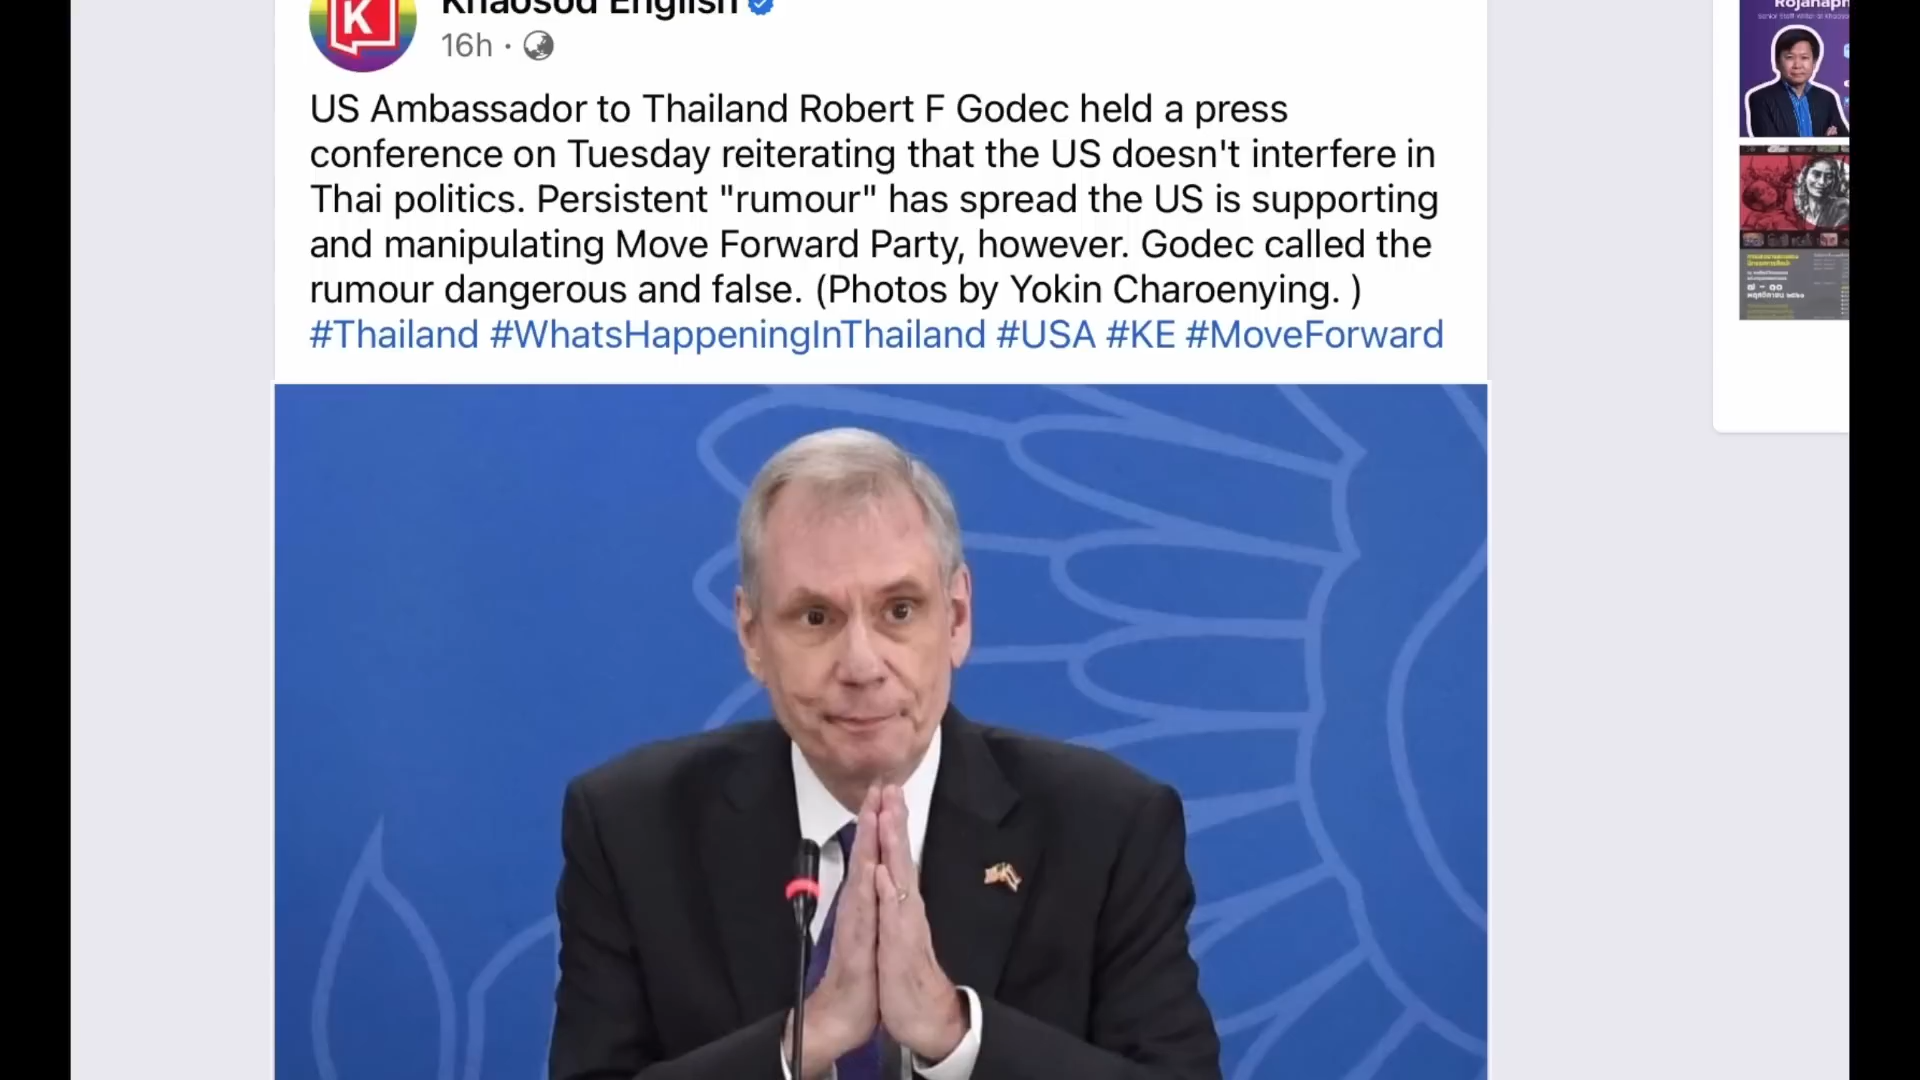 Khaosod English
16h ·
US Ambassador to Thailand Robert F Godec held a press
conference on Tuesday reiterating that the US doesn't interfere in
Thai politics. Persistent "rumour" has spread the US is supporting
and manipulating Move Forward Party, however. Godec called the
rumour dangerous and false. (Photos by Yokin Charoenying. )
#Thailand #WhatsHappeningInThailand #USA #KE #MoveForward
K